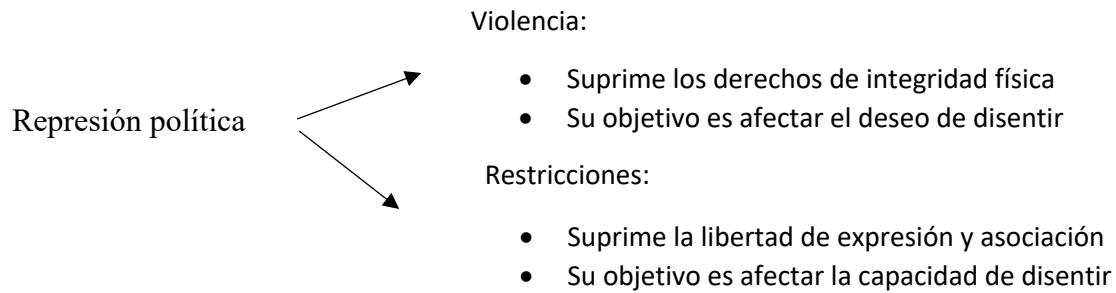 Violencia:
• Suprime los derechos de integridad física
Represión política
• Su objetivo es afectar el deseo de disentir
Restricciones:
• Suprime la libertad de expresión y asociación
• Su objetivo es afectar la capacidad de disentir